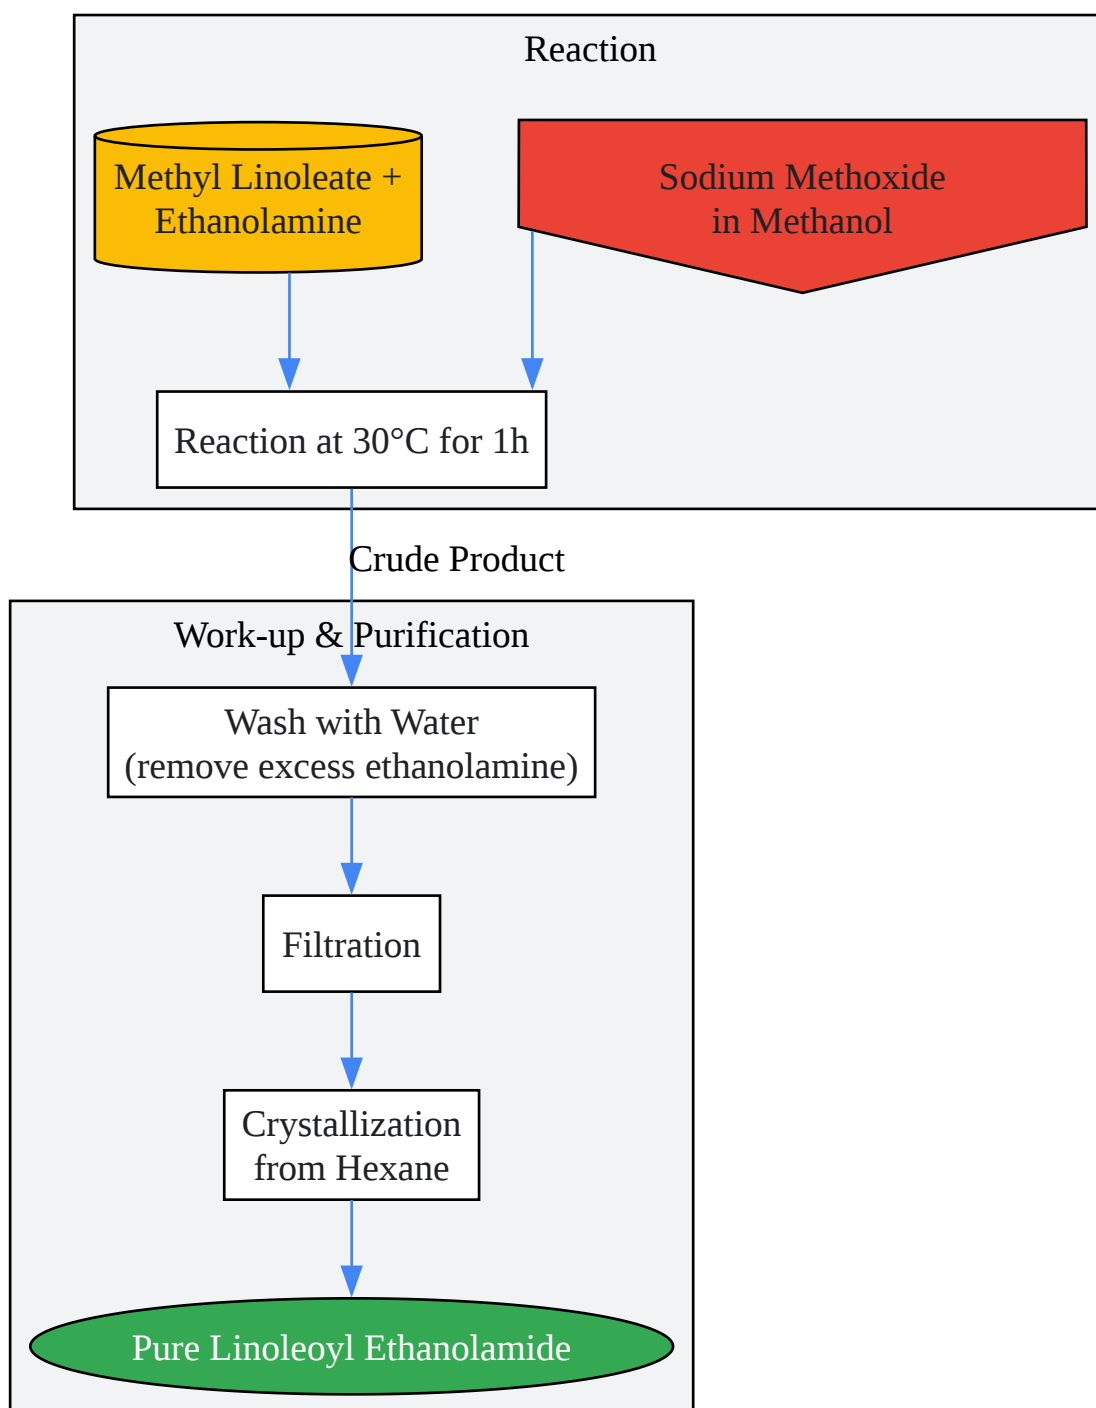 Reaction
Methyl Linoleate +
Ethanolamine
Sodium Methoxide
in Methanol
Reaction at 30°C for 1h
Crude Product
Work-up & Purification
Wash with Water
(remove excess ethanolamine)
Filtration
Crystallization
from Hexane
Pure Linoleoyl Ethanolamide